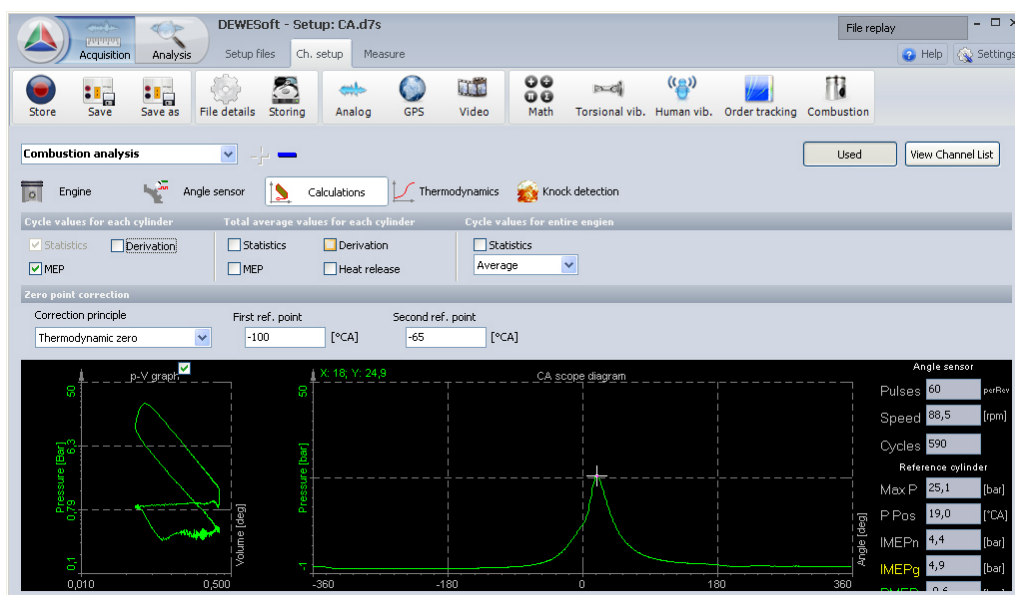 DEWESoft - Setup: CA.d7s
File replay
Acquisition Analysis Setup files Ch. setup Measure
Help Settings
Store Save Save as File details Storing Analog GPS Video Math Torsional vib. Human vib. Order tracking Combustion
Combustion analysis Used View Channel List
Engine Angle sensor Calculations Thermodynamics Knock detection
Cycle values for each cylinder Total average values for each cylinder Cycle values for entire engien
Statistics Derivation Statistics Derivation Statistics
MEP MEP Heat release Average
Zero point correction
Correction principle First ref. point Second ref. point
Thermodynamic zero -100 [°CA] -65 [°CA]
p-V graph X: 18; Y: 24,9 CA scope diagram Angle sensor
Pulses 60 perRev
Speed 88,5 [rpm]
Cycles 590
Reference cylinder
Max P 25,1 [bar]
P Pos 19,0 [°CA]
IMEPn 4,4 [bar]
IMEPg 4,9 [bar]
50
6,3
0,79
0,1
Pressure [Bar]
0,010 0,500
Volume [deg]
50
Pressure [bar]
-1
-360 -180 0 180 360
Angle [deg]